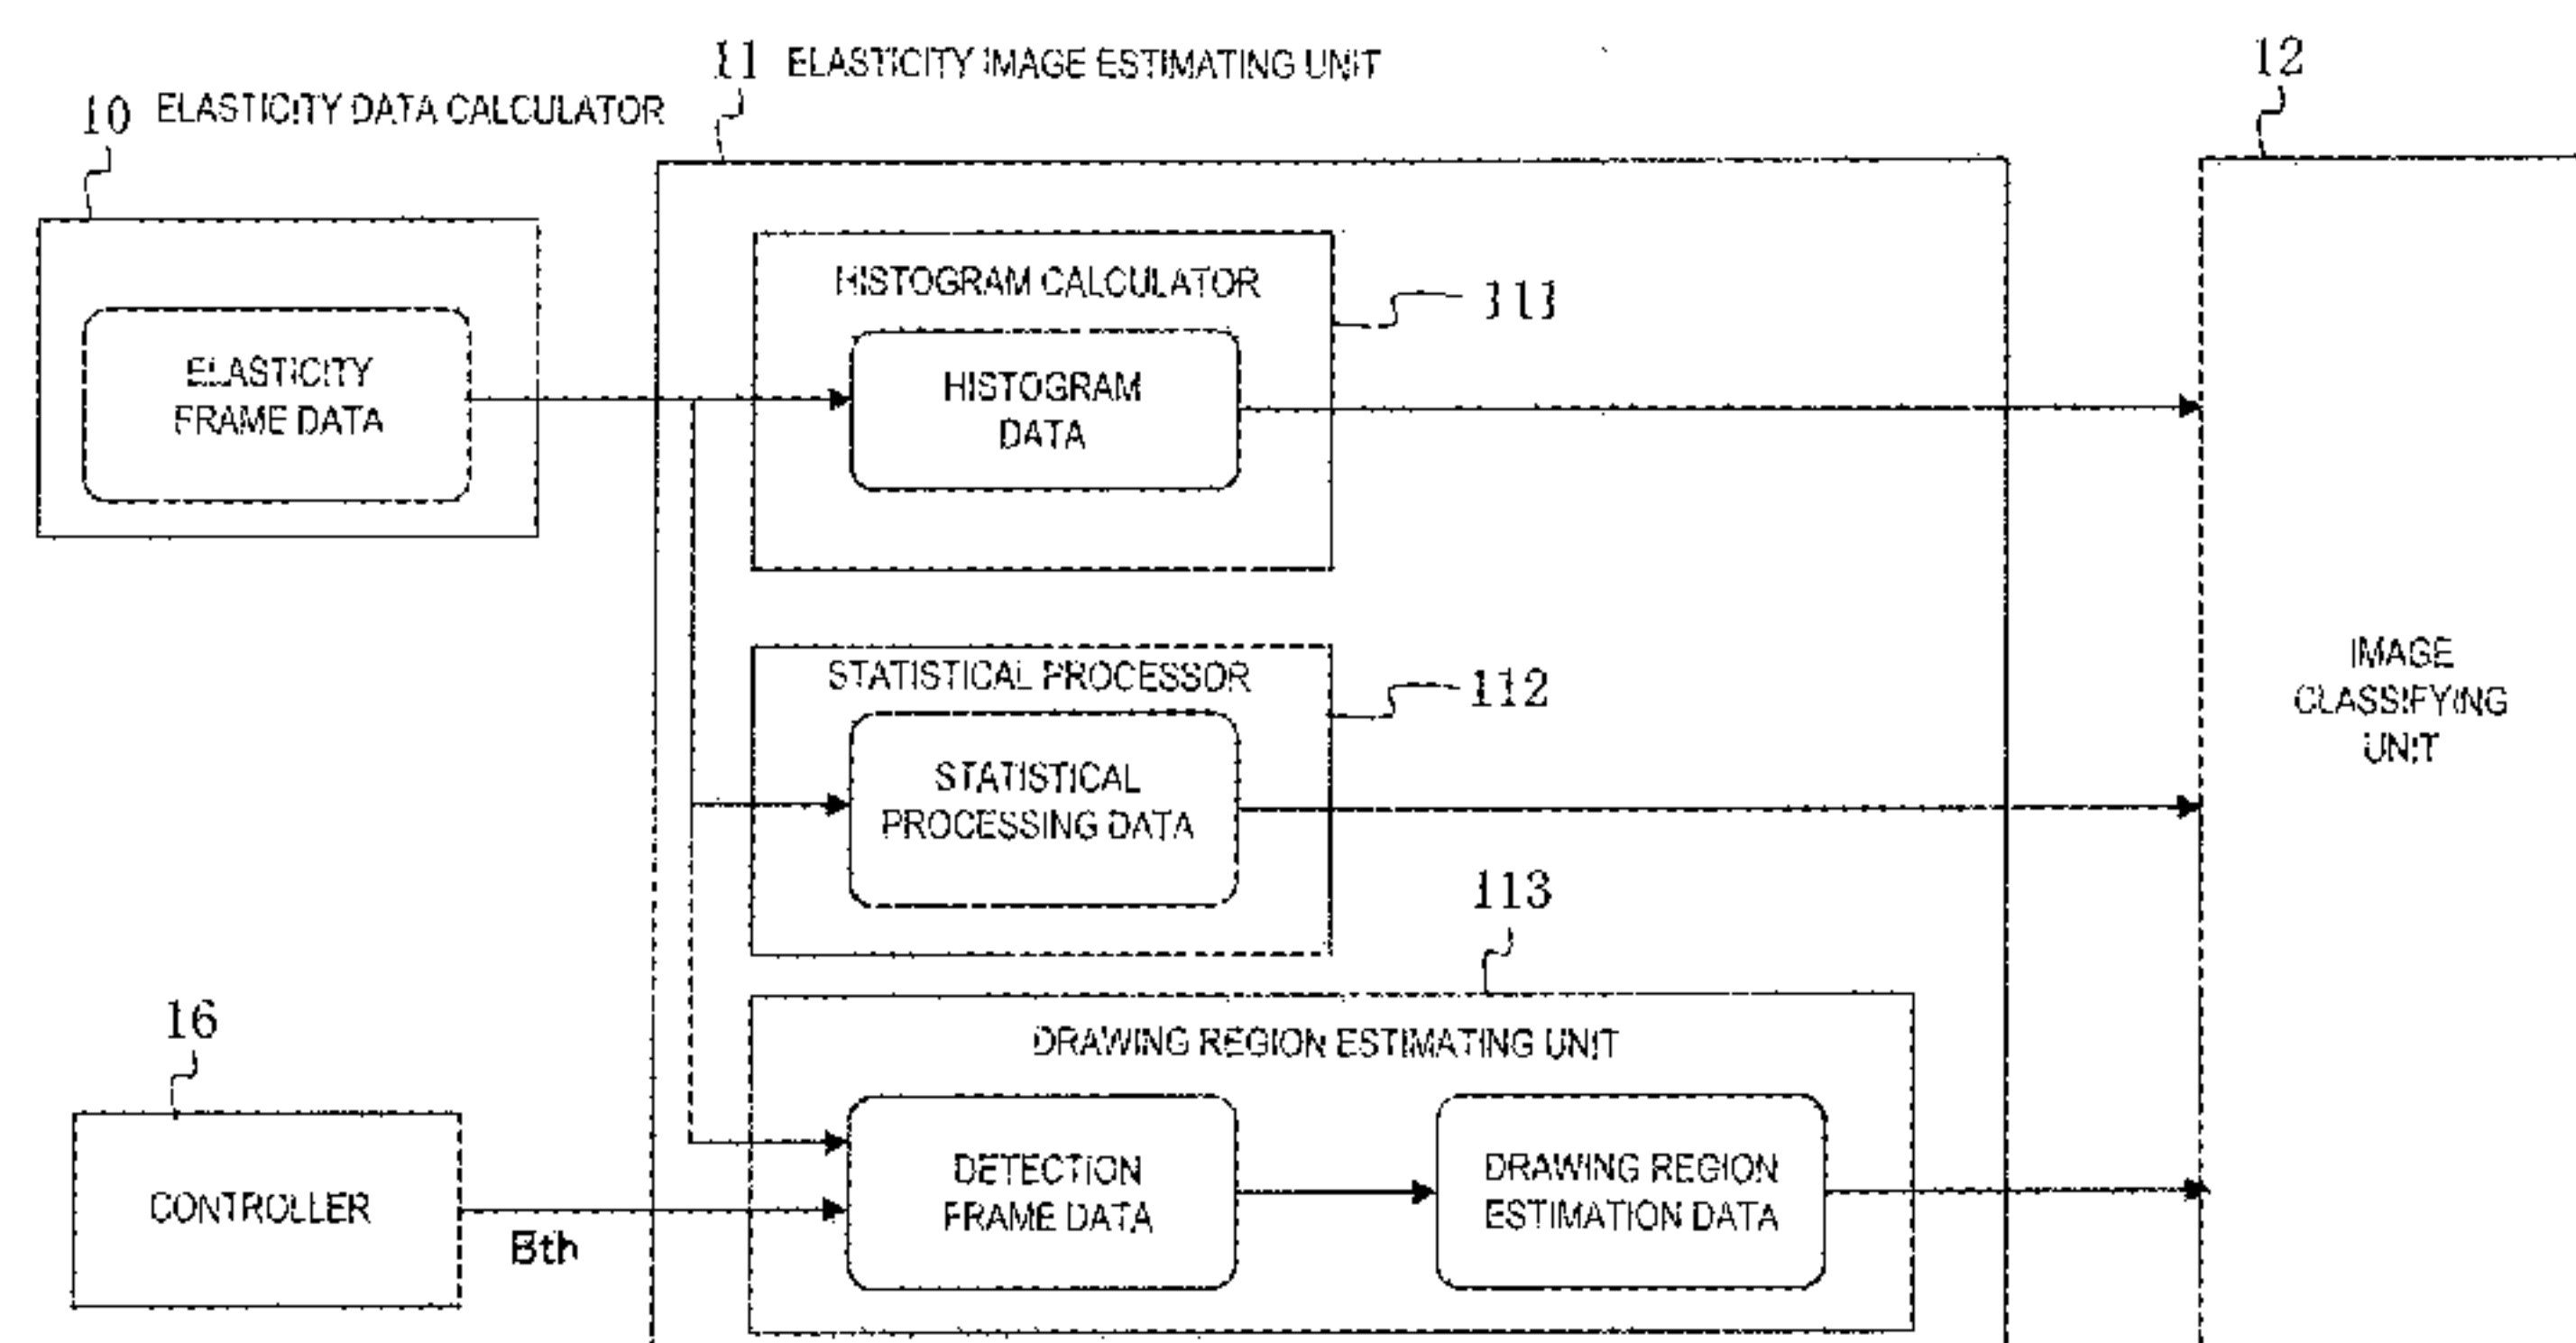 11 ELASTICITY IMAGE ESTIMATING UNIT
12
10 ELASTICITY DATA CALCULATOR
HISTOGRAM CALCULATOR
111
ELASTICITY
FRAME DATA
HISTOGRAM
DATA
STATISTICAL PROCESSOR
112
IMAGE
CLASSIFYING
UNIT
STATISTICAL
PROCESSING DATA
113
16
DRAWING REGION ESTIMATING UNIT
CONTROLLER
Bth
DETECTION
FRAME DATA
DRAWING REGION
ESTIMATION DATA